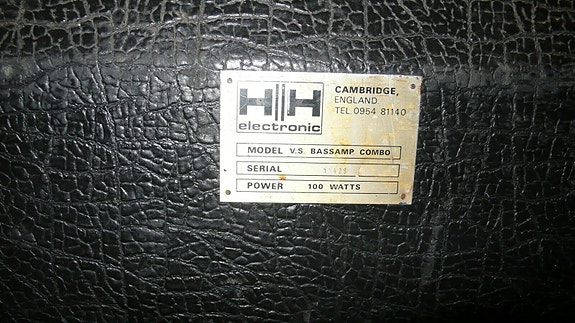 HH
electronic
CAMBRIDGE,
ENGLAND
TEL 0954 81140
MODEL V.S. BASSAMP COMBO
SERIAL
POWER 100 WATTS